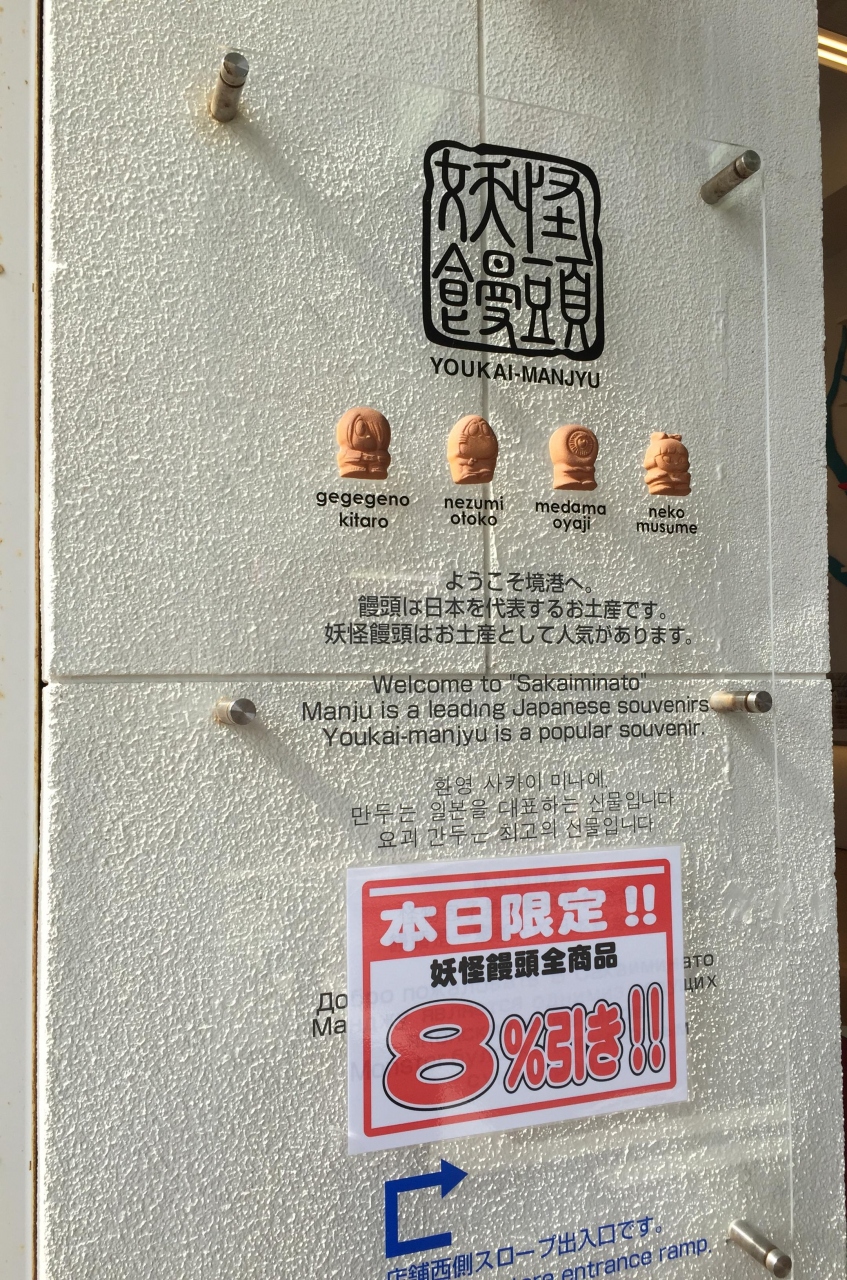 妖怪
饅頭
YOUKAI-MANJYU
gegegeno
kitaro
nezumi
otoko
medama
oyaji
neko
musume
ようこそ境港へ。
饅頭は日本を代表するお土産です。
妖怪饅頭はお土産として人気があります。
Welcome to "Sakaiminato"
Manju is a leading Japanese souvenirs
Youkai-manjyu is a popular souvenir.
환영 사카이 미나에.
만두는 일본을 대표하는 선물입니다
요괴 간두는 최고의 선물입니다
本日限定!!
妖怪饅頭全商品
8%引き!!
店舗西側スロープ出入口です。
entrance ramp.